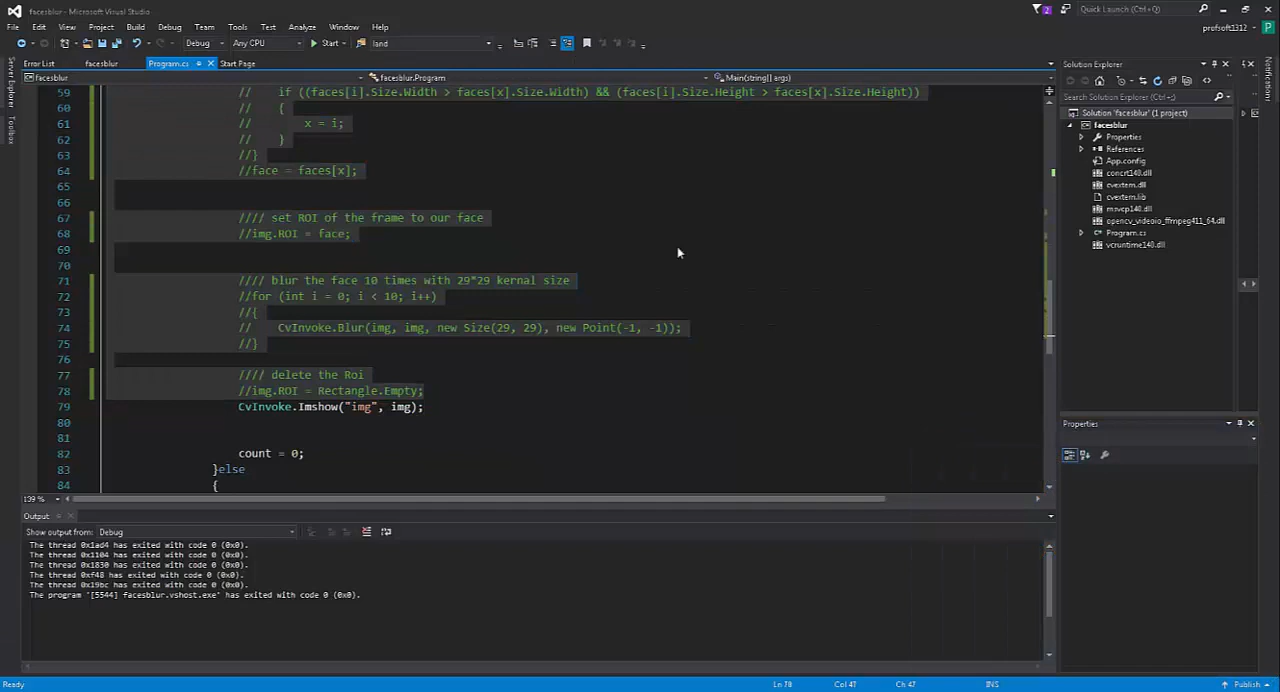 facesblur - Microsoft Visual Studio
2
Quick Launch (Ctrl+Q)
File Edit View Project Build Debug Team Tools Test Analyze Window Help
profsoft1312
P
Debug Any CPU Start land
Error List facesblur Program.cs Start Page
facesblur facesblur.Program Main(string[] args)
Server Explorer
Toolbox
59 // if ((faces[i].Size.Width > faces[x].Size.Width) && (faces[i].Size.Height > faces[x].Size.Height))
60 // {
61 // x = i;
62 // }
63 //}
64 //face = faces[x];
65
66
67 //// set ROI of the frame to our face
68 //img.ROI = face;
69
70
71 //// blur the face 10 times with 29*29 kernal size
72 //for (int i = 0; i < 10; i++)
73 //{
74 // CvInvoke.Blur(img, img, new Size(29, 29), new Point(-1, -1));
75 //}
76
77 //// delete the Roi
78 //img.ROI = Rectangle.Empty;
79 CvInvoke.Imshow("img", img);
80
81
82 count = 0;
83 }else
84 {
139 %
Output
Show output from: Debug
The thread 0x1ad4 has exited with code 0 (0x0).
The thread 0x1104 has exited with code 0 (0x0).
The thread 0x1830 has exited with code 0 (0x0).
The thread 0xf48 has exited with code 0 (0x0).
The thread 0x19bc has exited with code 0 (0x0).
The program '[5544] facesblur.vshost.exe' has exited with code 0 (0x0).
Solution Explorer
Search Solution Explorer (Ctrl+;)
Solution 'facesblur' (1 project)
facesblur
Properties
References
App.config
concrt140.dll
cvextern.dll
cvextern.lib
msvcp140.dll
opencv_videoio_ffmpeg411_64.dll
Program.cs
vcruntime140.dll
Properties
Notifications
Ready Ln 78 Col 47 Ch 47 INS Publish